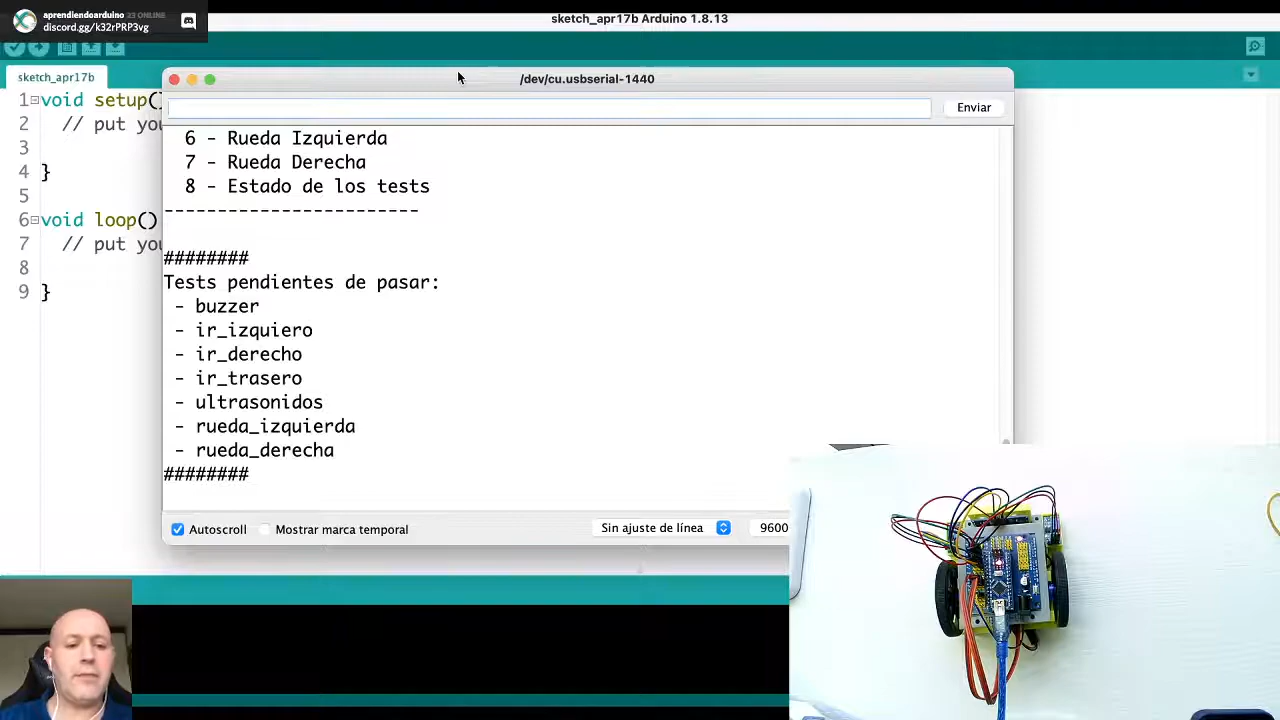 aprendiendoarduino 23 ONLINE
discord.gg/k32rPRP3vg
sketch_apr17b Arduino 1.8.13
sketch_apr17b
/dev/cu.usbserial-1440
Enviar
1 void setup()
2 // put you
3
4 }
5
6 void loop()
7 // put you
8
9 }
6 - Rueda Izquierda
7 - Rueda Derecha
8 - Estado de los tests
------------------------
########
Tests pendientes de pasar:
- buzzer
- ir_izquiero
- ir_derecho
- ir_trasero
- ultrasonidos
- rueda_izquierda
- rueda_derecha
########
Autoscroll
Mostrar marca temporal
Sin ajuste de línea
9600